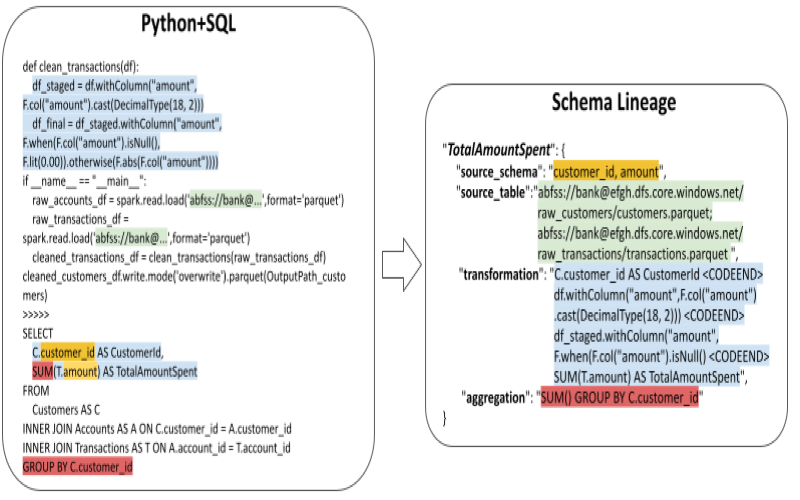 Python+SQL
def clean_transactions(df):
df_staged = df.withColumn("amount",
F.col("amount").cast(DecimalType(18, 2)))
df_final = df_staged.withColumn("amount",
F.when(F.col("amount").isNull(),
F.lit(0.00)).otherwise(F.abs(F.col("amount"))))
if __name__ == "__main__":
raw_accounts_df = spark.read.load('abfss://bank@...',format='parquet')
raw_transactions_df =
spark.read.load('abfss://bank@...',format='parquet')
cleaned_transactions_df = clean_transactions(raw_transactions_df)
cleaned_customers_df.write.mode('overwrite').parquet(OutputPath_custo
mers)
>>>>>
SELECT
C.customer_id AS CustomerId,
SUM(T.amount) AS TotalAmountSpent
FROM
Customers AS C
INNER JOIN Accounts AS A ON C.customer_id = A.customer_id
INNER JOIN Transactions AS T ON A.account_id = T.account_id
GROUP BY C.customer_id
Schema Lineage
"TotalAmountSpent": {
"source_schema": "customer_id, amount",
"source_table":"abfss://bank@efgh.dfs.core.windows.net/
raw_customers/customers.parquet;
abfss://bank@efgh.dfs.core.windows.net/
raw_transactions/transactions.parquet ",
"transformation": "C.customer_id AS CustomerId <CODEEND>
df.withColumn("amount",F.col("amount")
.cast(DecimalType(18, 2))) <CODEEND>
df_staged.withColumn("amount",
F.when(F.col("amount").isNull() <CODEEND>
SUM(T.amount) AS TotalAmountSpent",
"aggregation": "SUM() GROUP BY C.customer_id"
}